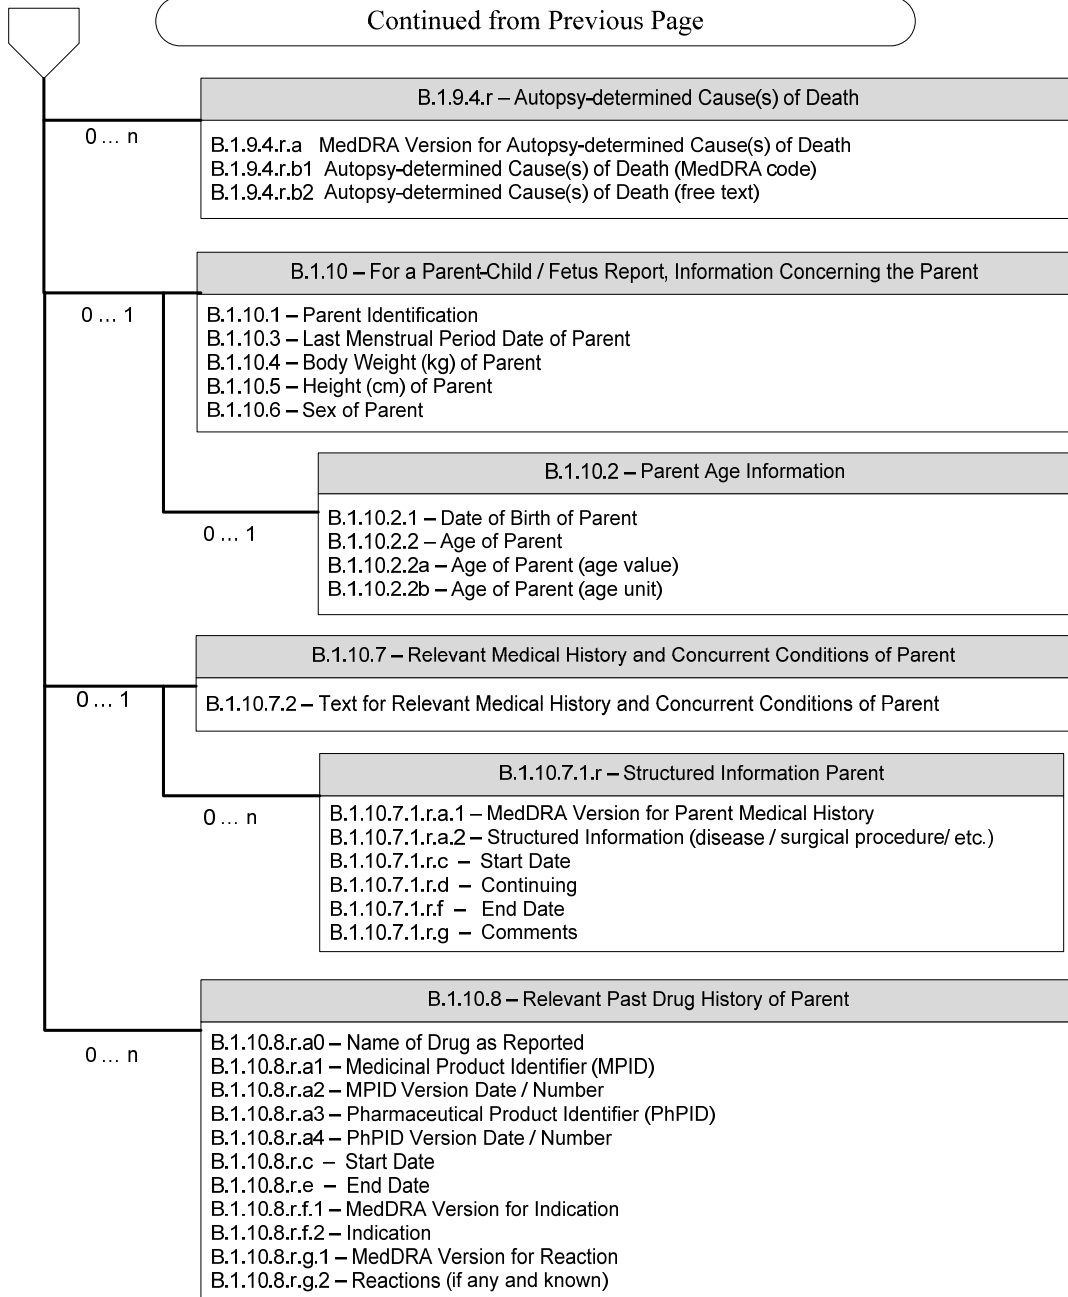 Continued from Previous Page
B.1.9.4.r – Autopsy-determined Cause(s) of Death
0 ... n
B.1.9.4.r.a MedDRA Version for Autopsy-determined Cause(s) of Death
B.1.9.4.r.b1 Autopsy-determined Cause(s) of Death (MedDRA code)
B.1.9.4.r.b2 Autopsy-determined Cause(s) of Death (free text)
B.1.10 – For a Parent-Child / Fetus Report, Information Concerning the Parent
0 ... 1
B.1.10.1 – Parent Identification
B.1.10.3 – Last Menstrual Period Date of Parent
B.1.10.4 – Body Weight (kg) of Parent
B.1.10.5 – Height (cm) of Parent
B.1.10.6 – Sex of Parent
B.1.10.2 – Parent Age Information
0 ... 1
B.1.10.2.1 – Date of Birth of Parent
B.1.10.2.2 – Age of Parent
B.1.10.2.2a – Age of Parent (age value)
B.1.10.2.2b – Age of Parent (age unit)
B.1.10.7 – Relevant Medical History and Concurrent Conditions of Parent
0 ... 1
B.1.10.7.2 – Text for Relevant Medical History and Concurrent Conditions of Parent
B.1.10.7.1.r – Structured Information Parent
0 ... n
B.1.10.7.1.r.a.1 – MedDRA Version for Parent Medical History
B.1.10.7.1.r.a.2 – Structured Information (disease / surgical procedure/ etc.)
B.1.10.7.1.r.c – Start Date
B.1.10.7.1.r.d – Continuing
B.1.10.7.1.r.f – End Date
B.1.10.7.1.r.g – Comments
B.1.10.8 – Relevant Past Drug History of Parent
0 ... n
B.1.10.8.r.a0 – Name of Drug as Reported
B.1.10.8.r.a1 – Medicinal Product Identifier (MPID)
B.1.10.8.r.a2 – MPID Version Date / Number
B.1.10.8.r.a3 – Pharmaceutical Product Identifier (PhPID)
B.1.10.8.r.a4 – PhPID Version Date / Number
B.1.10.8.r.c – Start Date
B.1.10.8.r.e – End Date
B.1.10.8.r.f.1 – MedDRA Version for Indication
B.1.10.8.r.f.2 – Indication
B.1.10.8.r.g.1 – MedDRA Version for Reaction
B.1.10.8.r.g.2 – Reactions (if any and known)